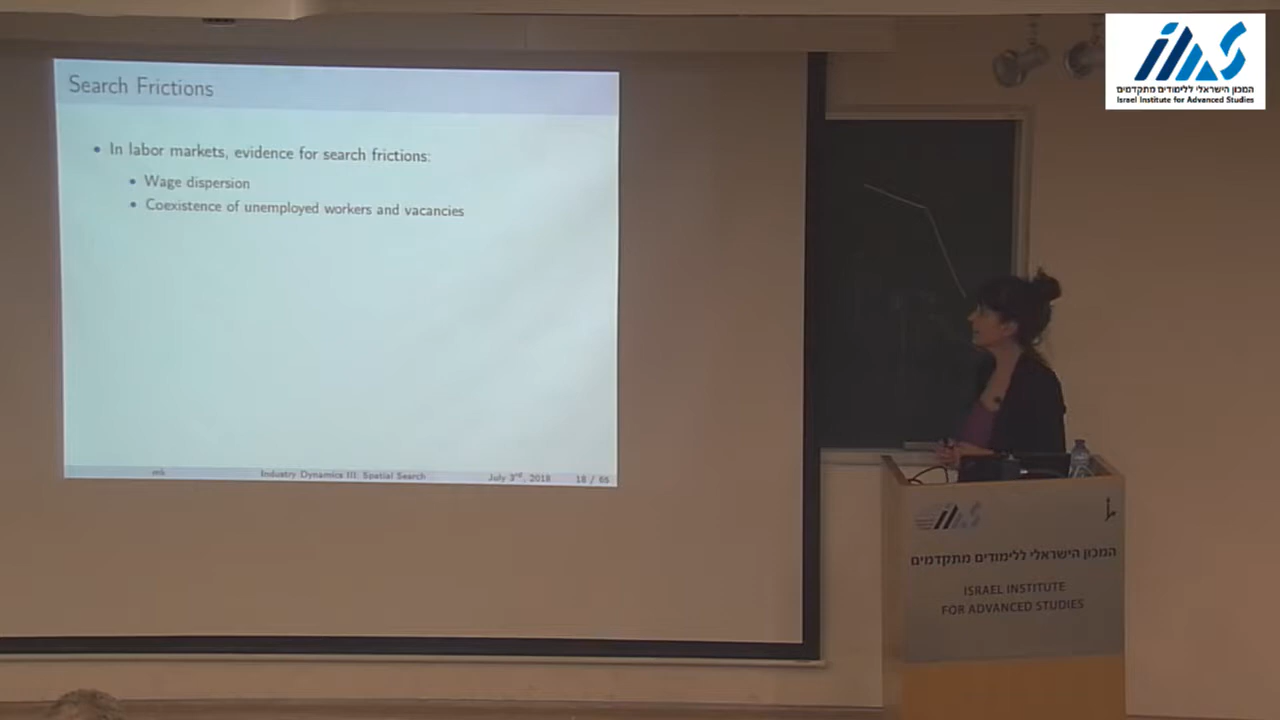 Search Frictions
• In labor markets, evidence for search frictions:
• Wage dispersion
• Coexistence of unemployed workers and vacancies
mk Industry Dynamics III: Spatial Search July 3rd, 2018 18 / 66
המכון הישראלי ללימודים מתקדמים
Israel Institute for Advanced Studies
המכון הישראלי ללימודים מתקדמים
ISRAEL INSTITUTE
FOR ADVANCED STUDIES